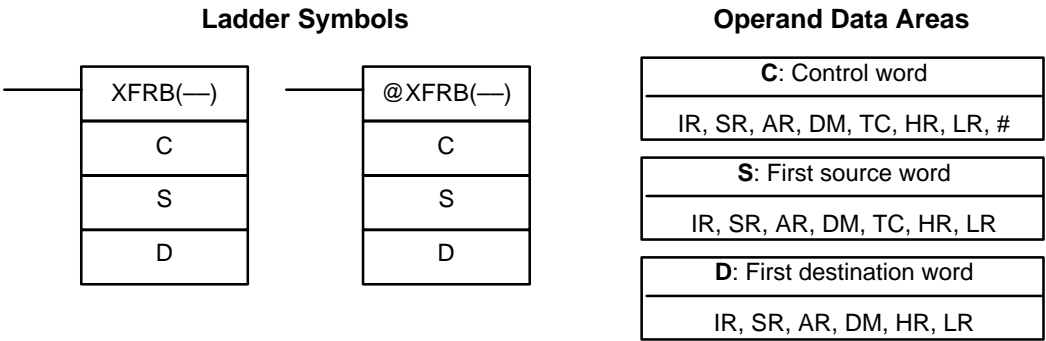 Ladder Symbols
XFRB(—)
C
S
D
@XFRB(—)
C
S
D
Operand Data Areas
C: Control word
IR, SR, AR, DM, TC, HR, LR, #
S: First source word
IR, SR, AR, DM, TC, HR, LR
D: First destination word
IR, SR, AR, DM, HR, LR